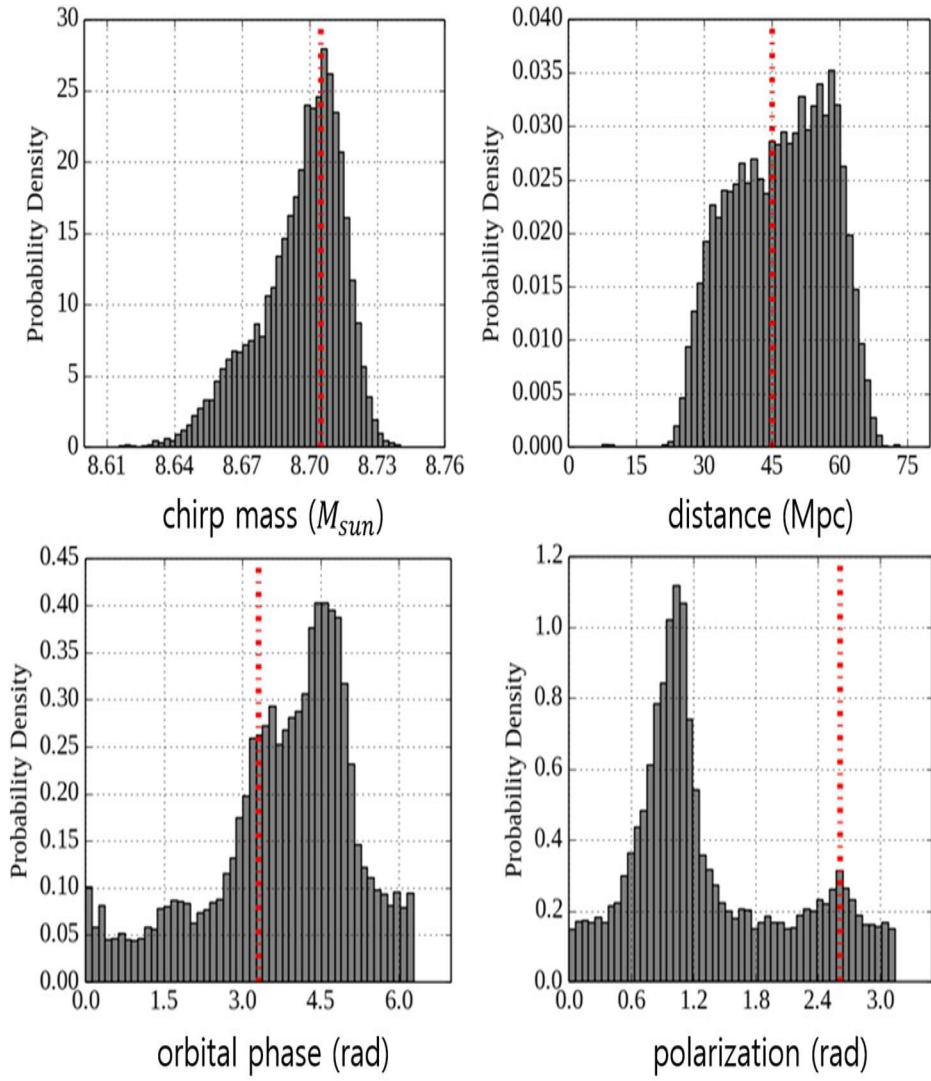 30
25
20
15
10
5
0
Probability Density
8.61 8.64 8.67 8.70 8.73 8.76
chirp mass (M_sun)
0.040
0.035
0.030
0.025
0.020
0.015
0.010
0.005
0.000
Probability Density
0 15 30 45 60 75
distance (Mpc)
0.45
0.40
0.35
0.30
0.25
0.20
0.15
0.10
0.05
0.00
Probability Density
0.0 1.5 3.0 4.5 6.0
orbital phase (rad)
1.2
1.0
0.8
0.6
0.4
0.2
0.0
Probability Density
0.0 0.6 1.2 1.8 2.4 3.0
polarization (rad)